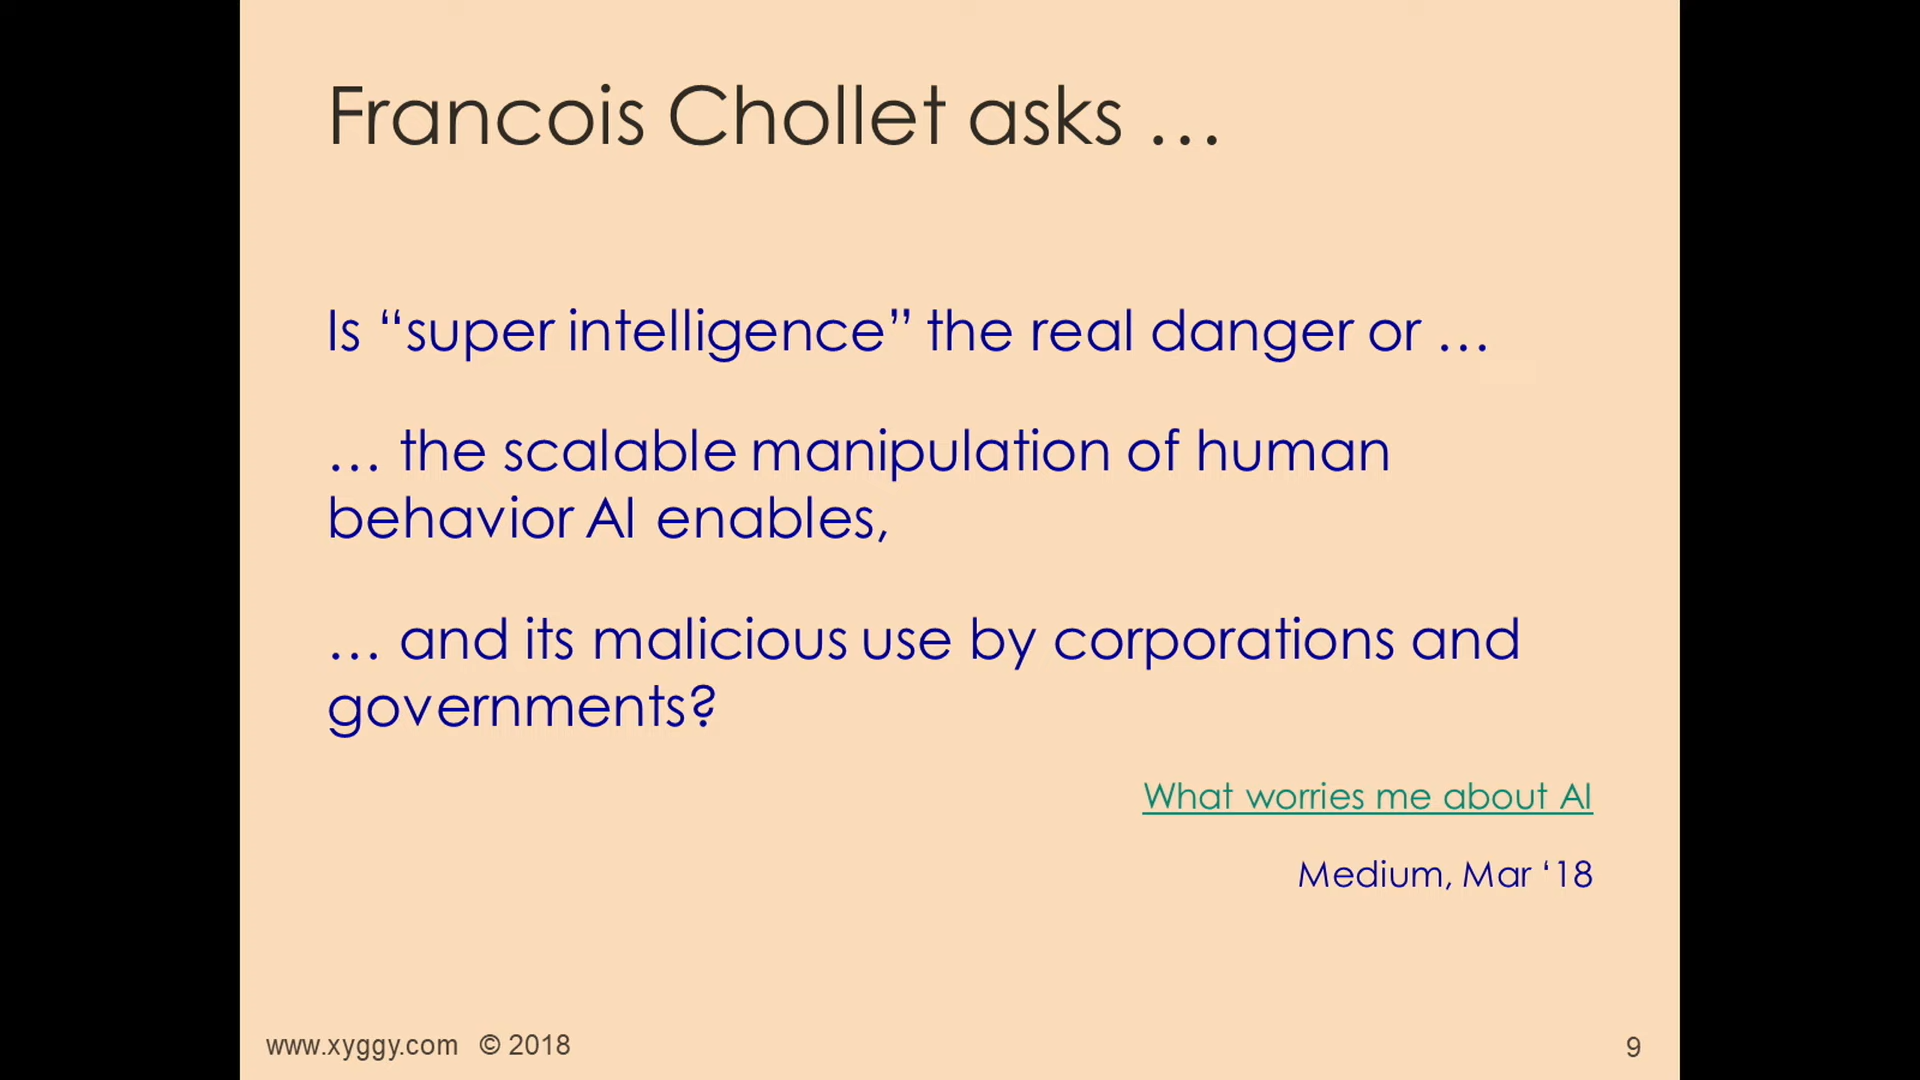 Francois Chollet asks …
Is “super intelligence” the real danger or …
… the scalable manipulation of human
behavior AI enables,
… and its malicious use by corporations and
governments?
What worries me about AI
Medium, Mar ‘18
www.xyggy.com © 2018
9